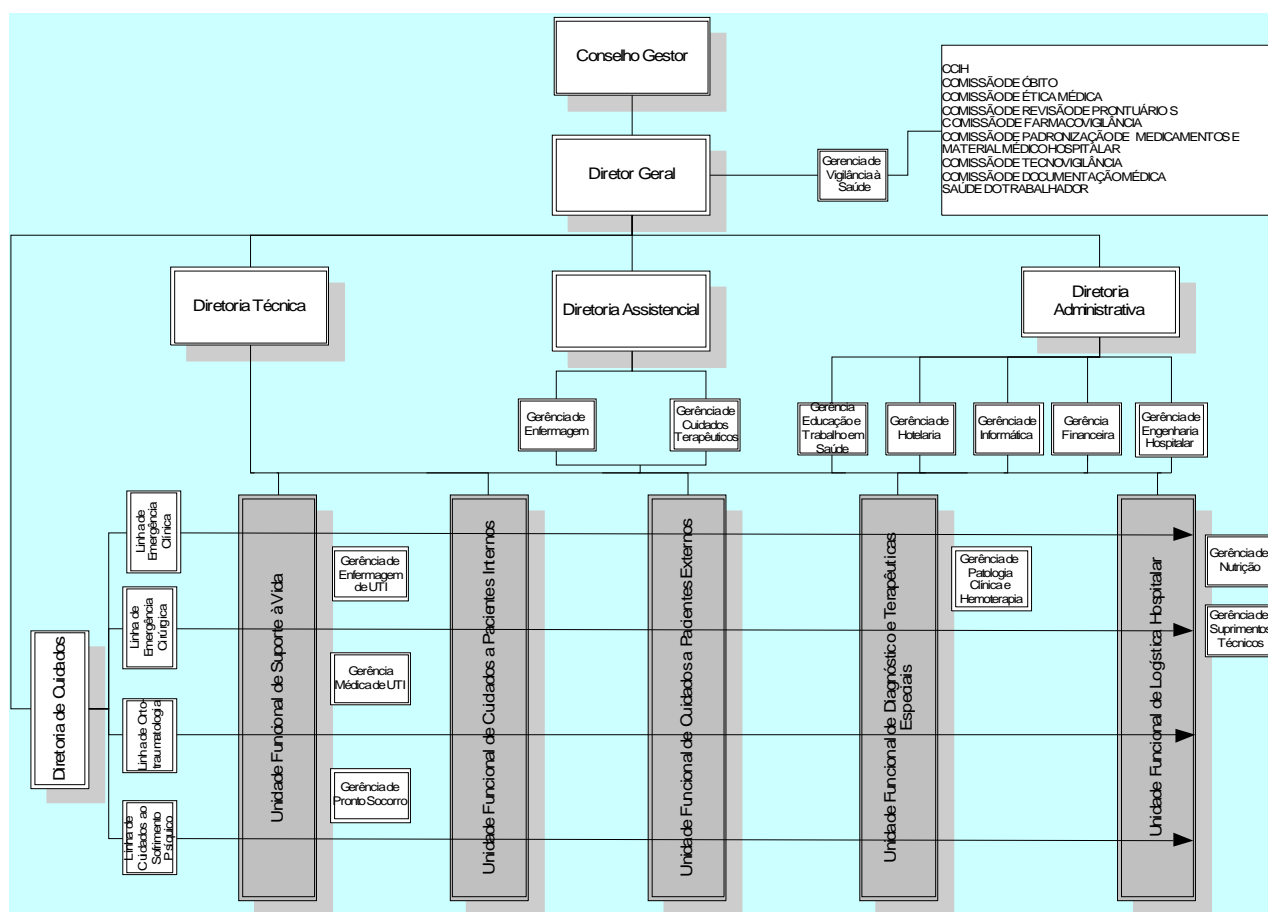 Conselho Gestor
CCIH
COMISSÃO DE ÓBITO
COMISSÃO DE ÉTICA MÉDICA
COMISSÃO DE REVISÃO DE PRONTUÁRIO S
C OMISSÃO DE FARMACOVIGILÂNCIA
COMISSÃO DE PADRONIZAÇÃO DE MEDICAMENTOS E
MATERIAL MÉDICO HOSPITALAR
COMISSÃO DE TECNOVIGILÂNCIA
COMISSÃO DE DOCUMENTAÇÃO MÉDICA
SAÚDE DO TRABALHADOR
Diretor Geral
Gerencia de
Vigilância à
Saúde
Diretoria Técnica
Diretoria Assistencial
Diretoria
Administrativa
Gerência de
Enfermagem
Gerência de
Cuidados
Terapêuticos
Gerência
Educação e
Trabalho em
Saúde
Gerência de
Hotelaria
Gerência de
Informática
Gerência
Financeira
Gerência de
Engenharia
Hospitalar
Diretoria de Cuidados
Linha de
Emergência
Clínica
Linha de
Emergência
Cirúrgica
Linha de Orto-
traumatologia
Linha de
Cuidados ao
Sofrimento
Psíquico
Unidade Funcional de Suporte à Vida
Gerência de
Enfermagem
de UTI
Gerência
Médica de UTI
Gerência de
Pronto Socorro
Unidade Funcional de Cuidados a Pacientes Internos
Unidade Funcional de Cuidados a Pacientes Externos
Unidade Funcional de Diagnóstico e Terapêuticas
Especiais
Gerência de
Patologia
Clínica e
Hemoterapia
Unidade Funcional de Logística Hospitalar
Gerência de
Nutrição
Gerência de
Suprimentos
Técnicos